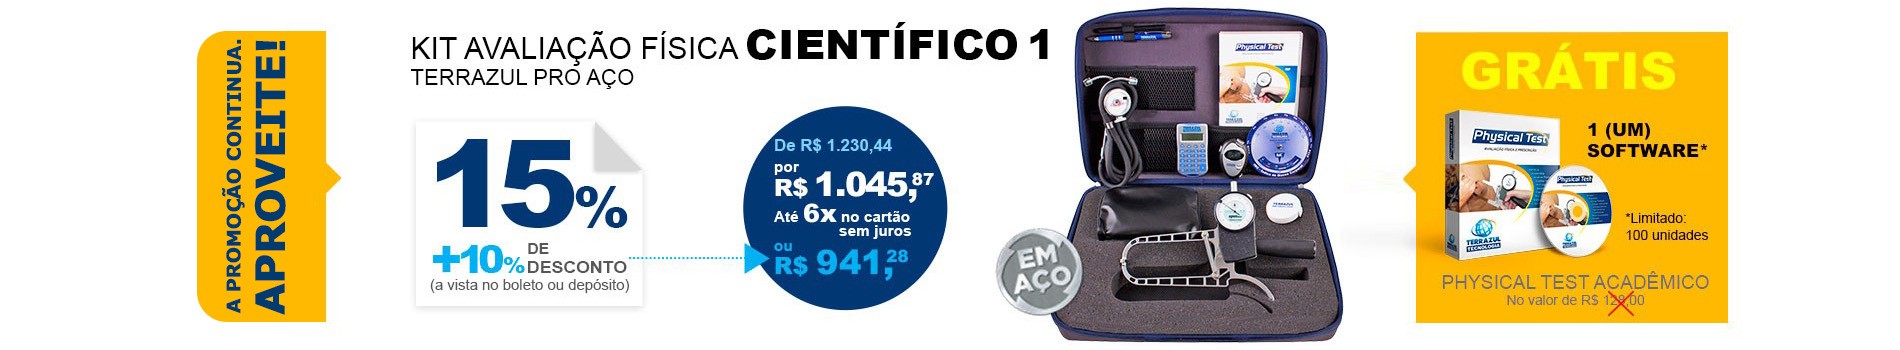 A PROMOÇÃO CONTINUA.
APROVEITE!
KIT AVALIAÇÃO FÍSICA CIENTÍFICO 1
TERRAZUL PRO AÇO
15%
+10% DE DESCONTO
(a vista no boleto ou depósito)
De R$ 1.230,44
por
R$ 1.045,87
Até 6x no cartão
sem juros
ou
R$ 941,28
EM
AÇO
Physical Test
GRÁTIS
Physical Test
Physical Test
TERRAZUL
TECNOLOGIA
1 (UM)
SOFTWARE*
*Limitado:
100 unidades
PHYSICAL TEST ACADÊMICO
No valor de R$ 128,00